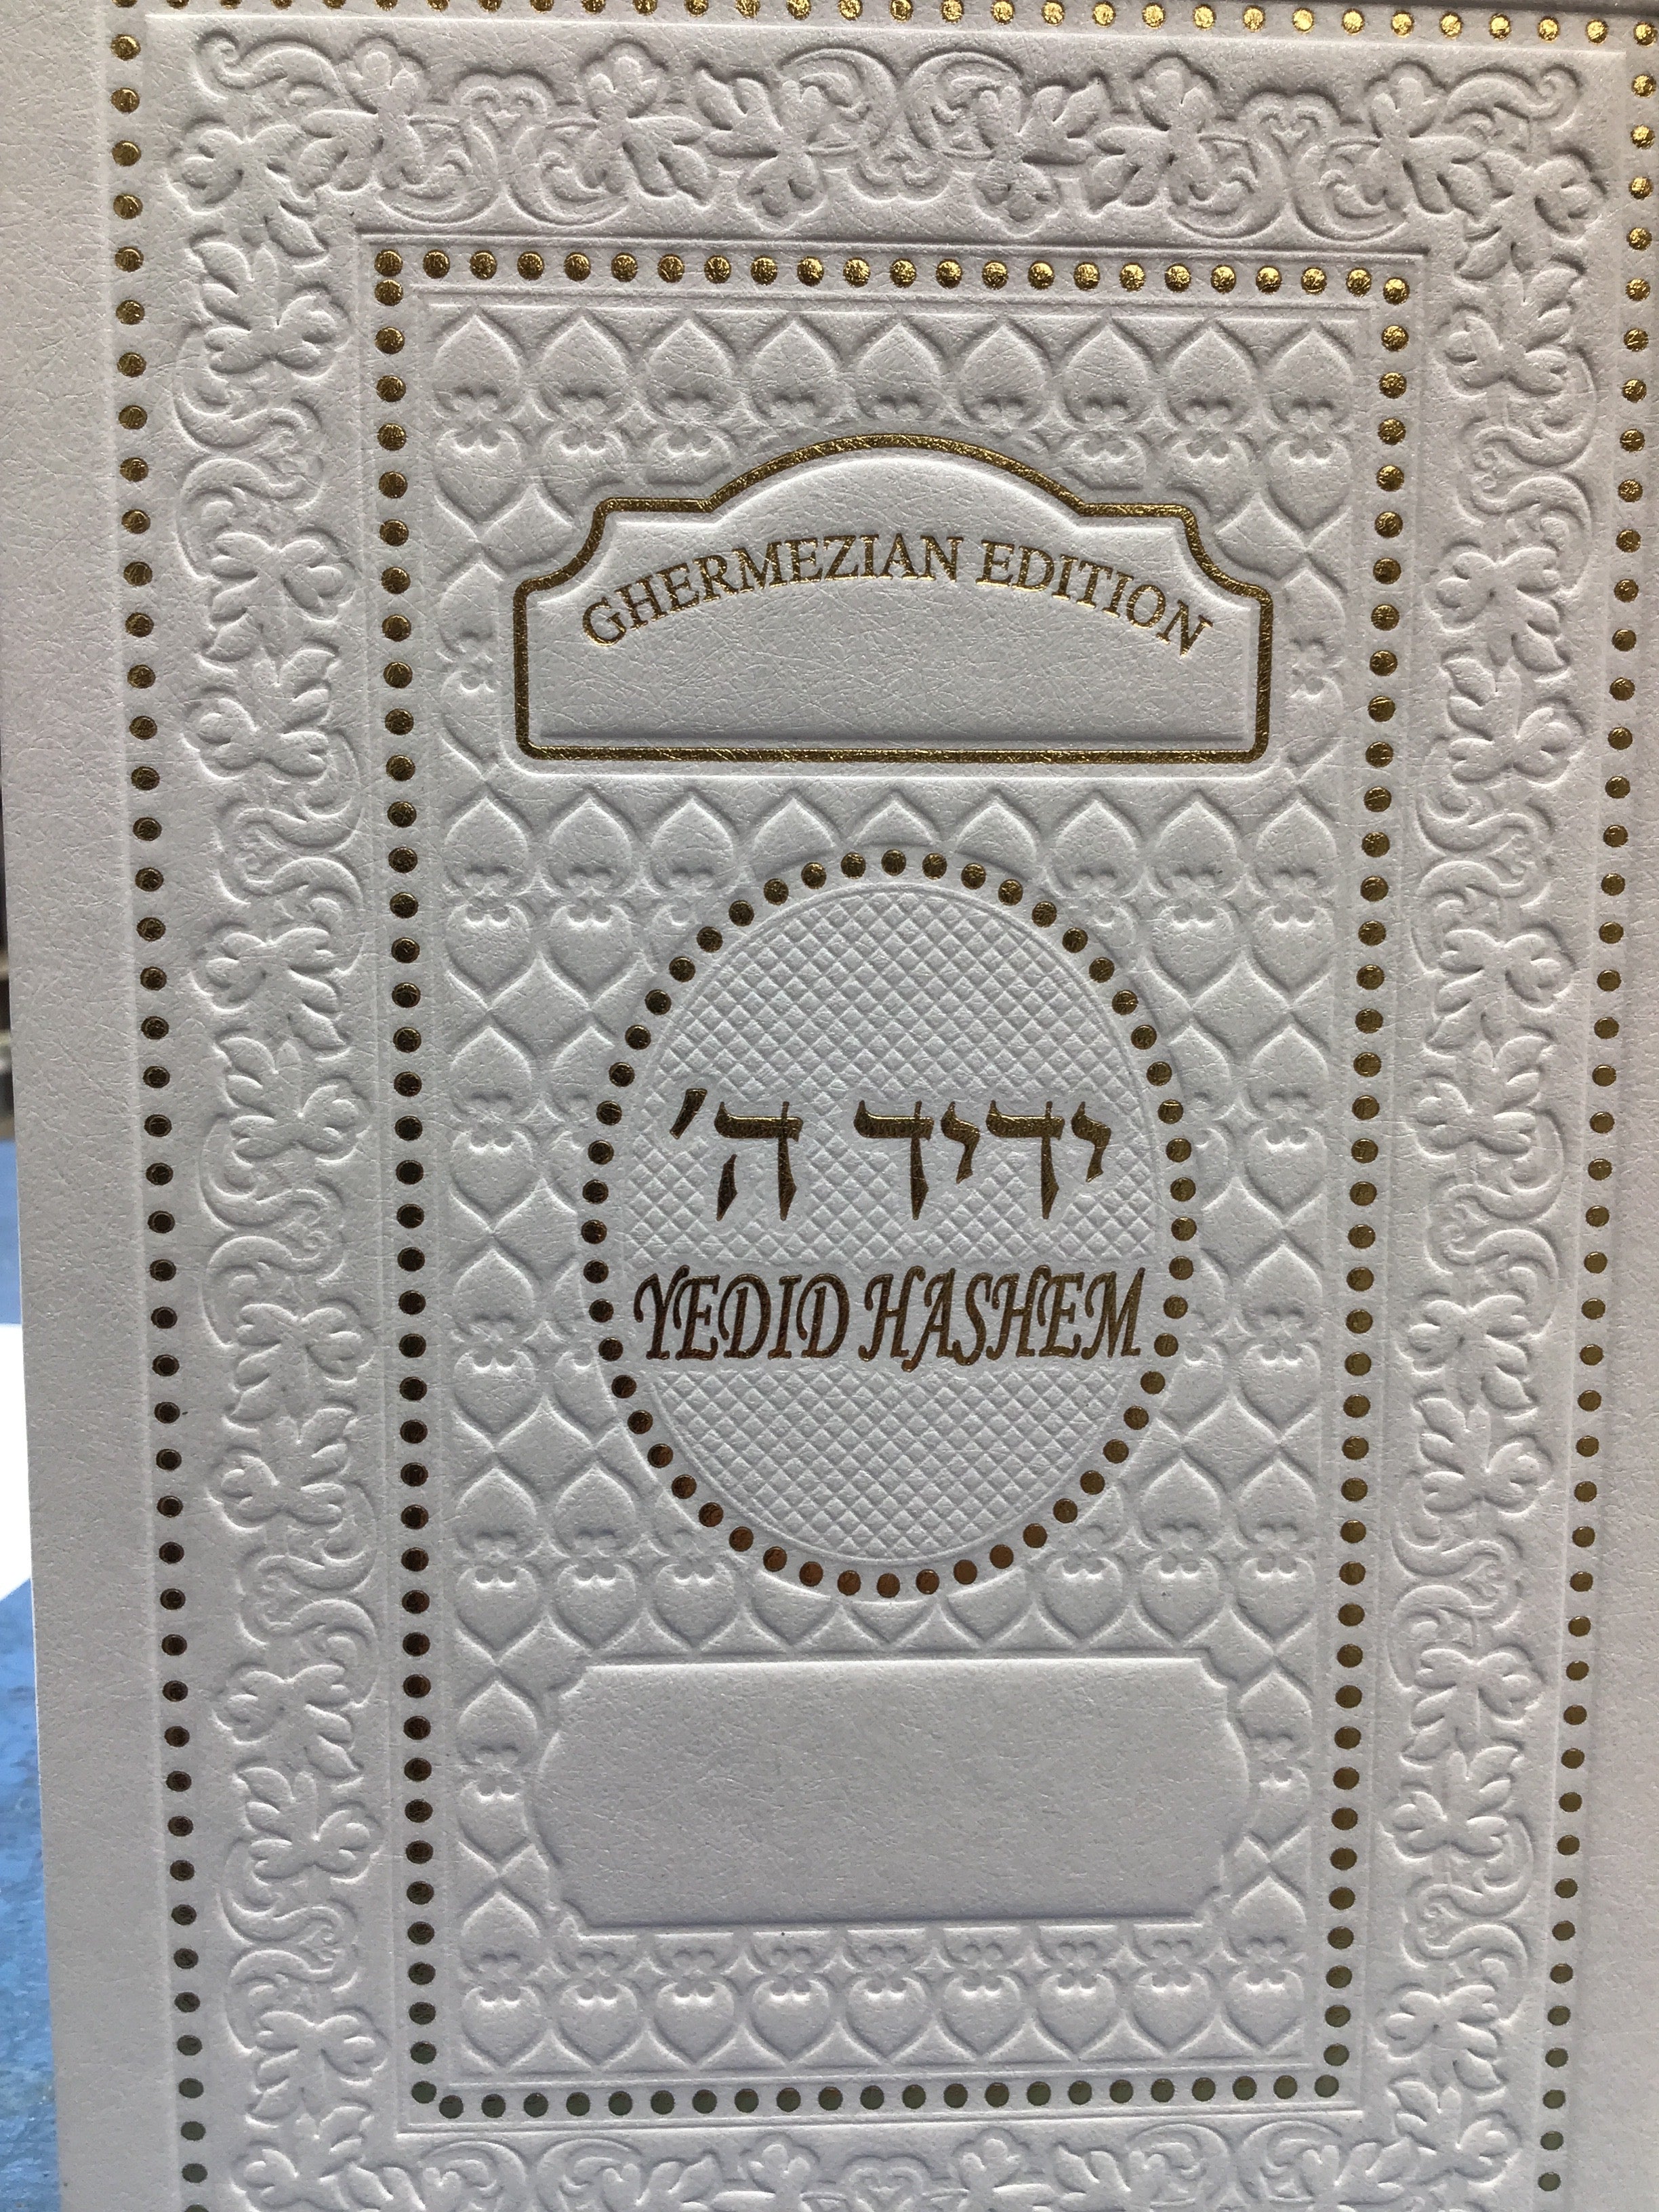 GHERMEZIAN EDITION
ידיד ה'
YEDID HASHEM